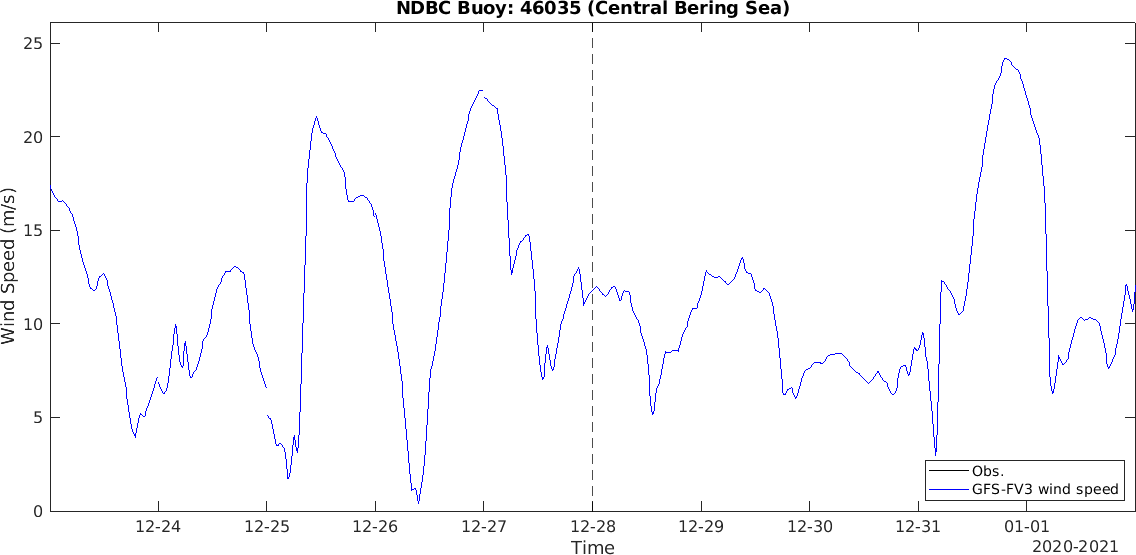 NDBC Buoy: 46035 (Central Bering Sea)
25
20
15
10
5
0
Wind Speed (m/s)
12-24 12-25 12-26 12-27 12-28 12-29 12-30 12-31 01-01
Time
2020-2021
Obs.
GFS-FV3 wind speed